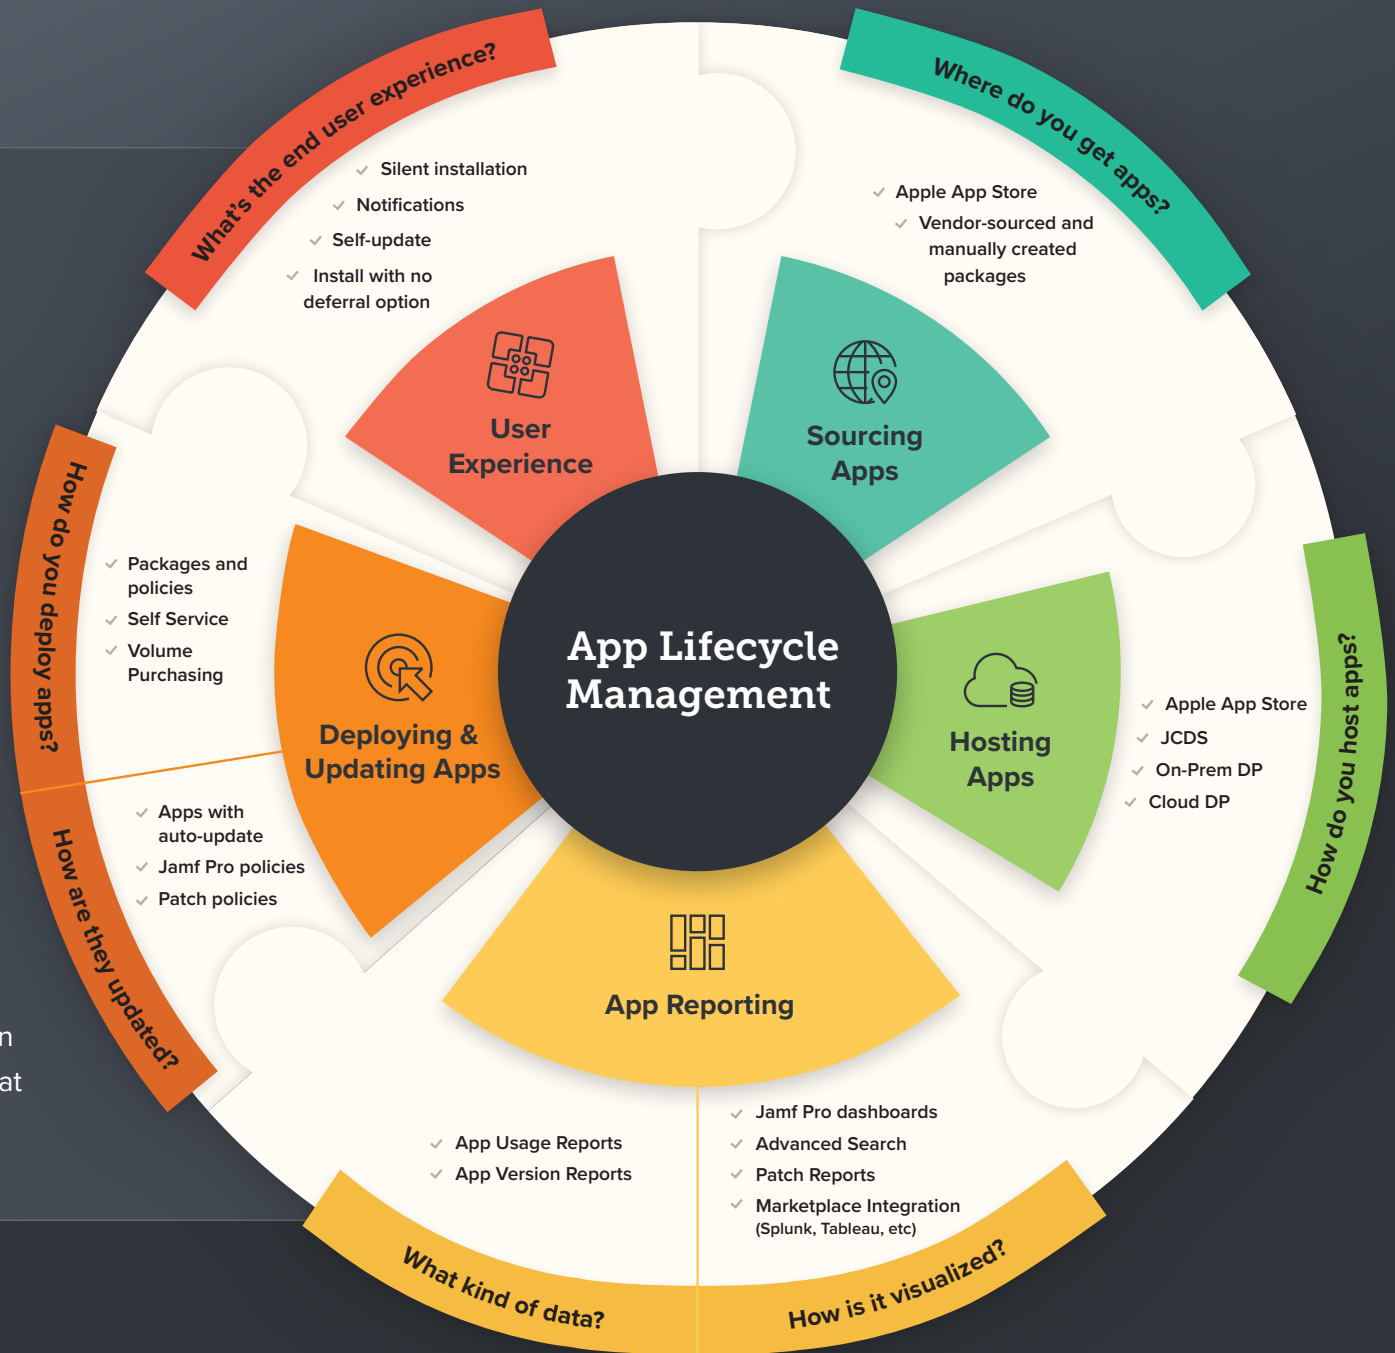 What's the end user experience?
Silent installation
Notifications
Self-update
Install with no
deferral option
User
Experience
Where do you get apps?
Apple App Store
Vendor-sourced and
manually created
packages
Sourcing
Apps
How do you host apps?
Apple App Store
JCDS
On-Prem DP
Cloud DP
Hosting
Apps
App Lifecycle
Management
How do you deploy apps?
Packages and
policies
Self Service
Volume
Purchasing
Deploying &
Updating Apps
How are they updated?
Apps with
auto-update
Jamf Pro policies
Patch policies
App Reporting
What kind of data?
App Usage Reports
App Version Reports
How is it visualized?
Jamf Pro dashboards
Advanced Search
Patch Reports
Marketplace Integration
(Splunk, Tableau, etc)
n
at